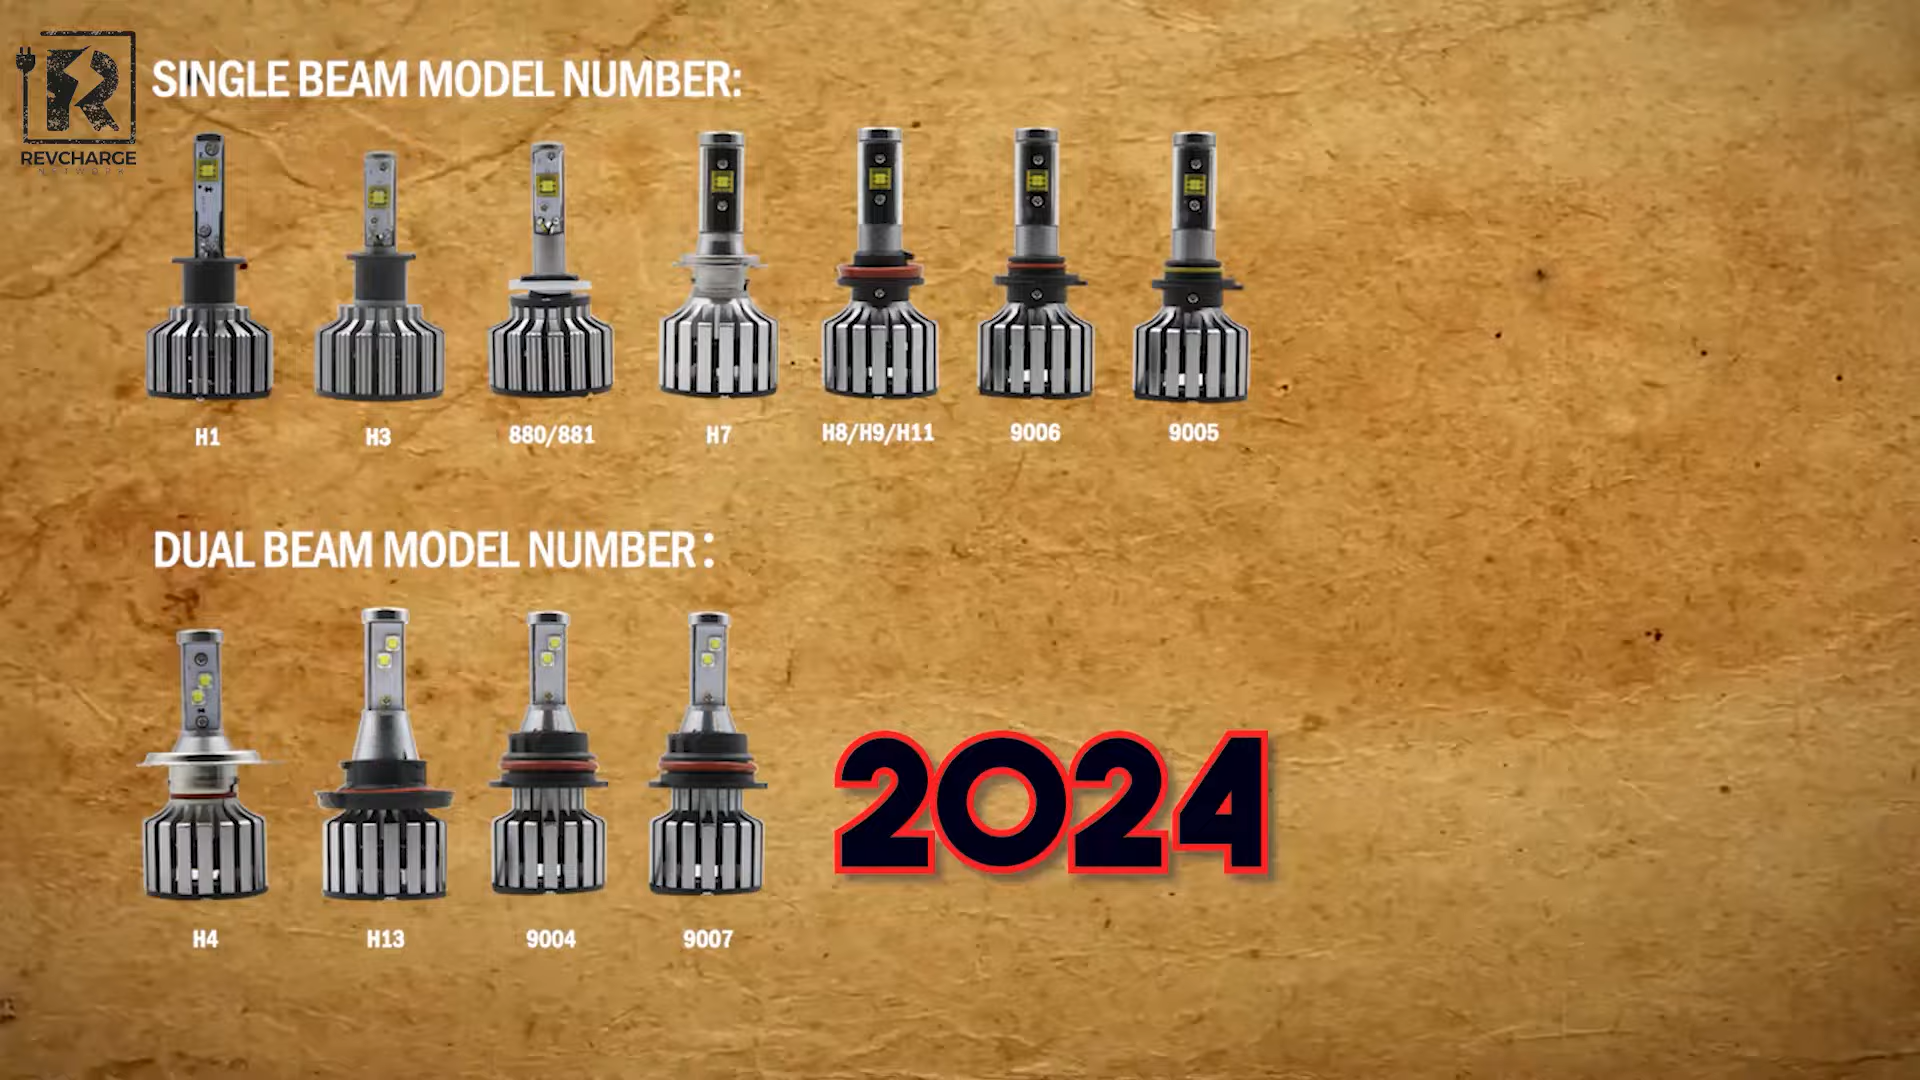 SINGLE BEAM MODEL NUMBER:
REVCHARGE
NETWORK
H1 H3 880/881 H7 H8/H9/H11 9006 9005
DUAL BEAM MODEL NUMBER:
2024
H4 H13 9004 9007